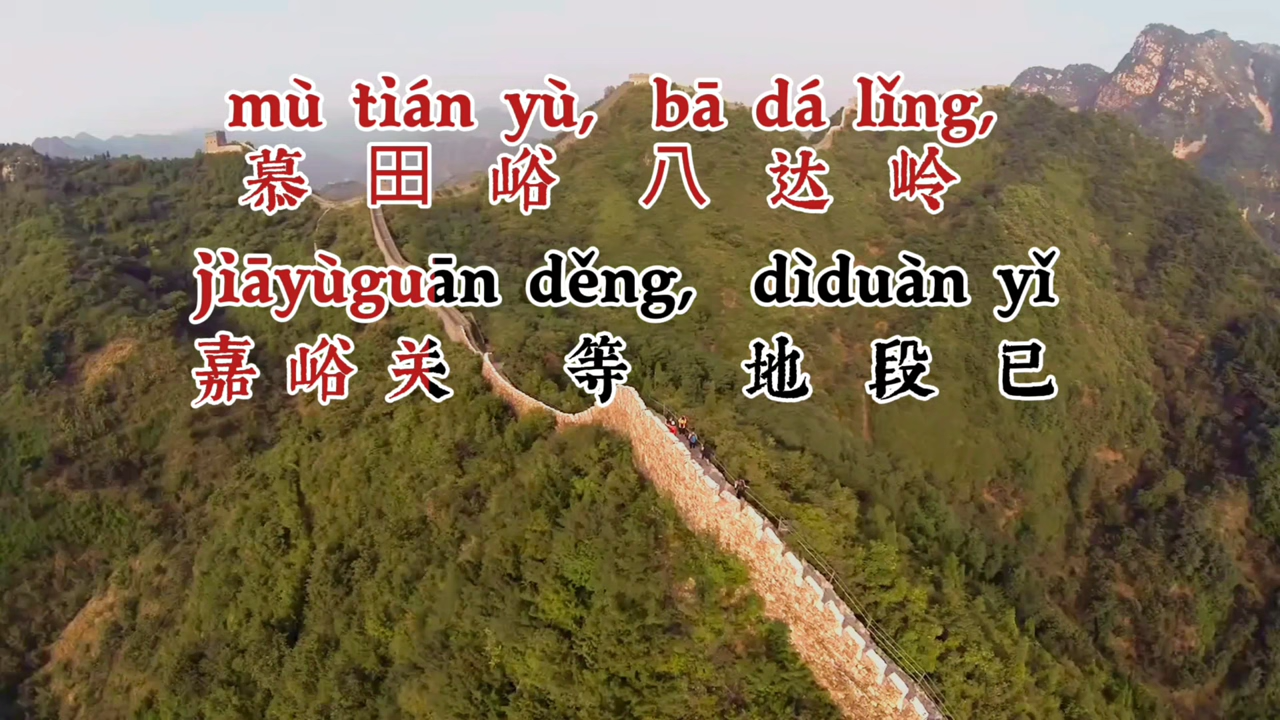 mù tián yù, bā dá lǐng,
慕田峪八达岭
jiāyùguān děng, dìduàn yǐ
嘉峪关等地段已